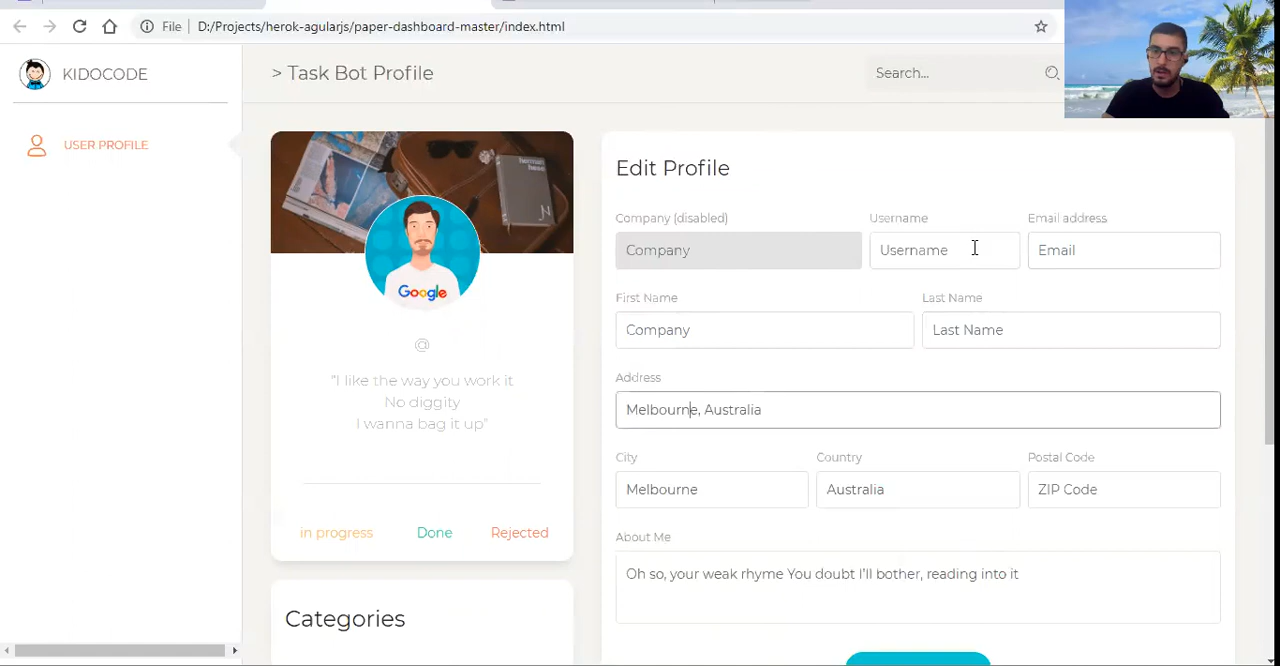 File
D:/Projects/herok-agularjs/paper-dashboard-master/index.html
KIDOCODE
> Task Bot Profile
Search...
USER PROFILE
Google
@
"I like the way you work it
No diggity
I wanna bag it up"
in progress
Done
Rejected
Categories
Edit Profile
Company (disabled)
Username
Email address
Company
Username
Email
First Name
Last Name
Company
Last Name
Address
Melbourne, Australia
City
Country
Postal Code
Melbourne
Australia
ZIP Code
About Me
Oh so, your weak rhyme You doubt I'll bother, reading into it